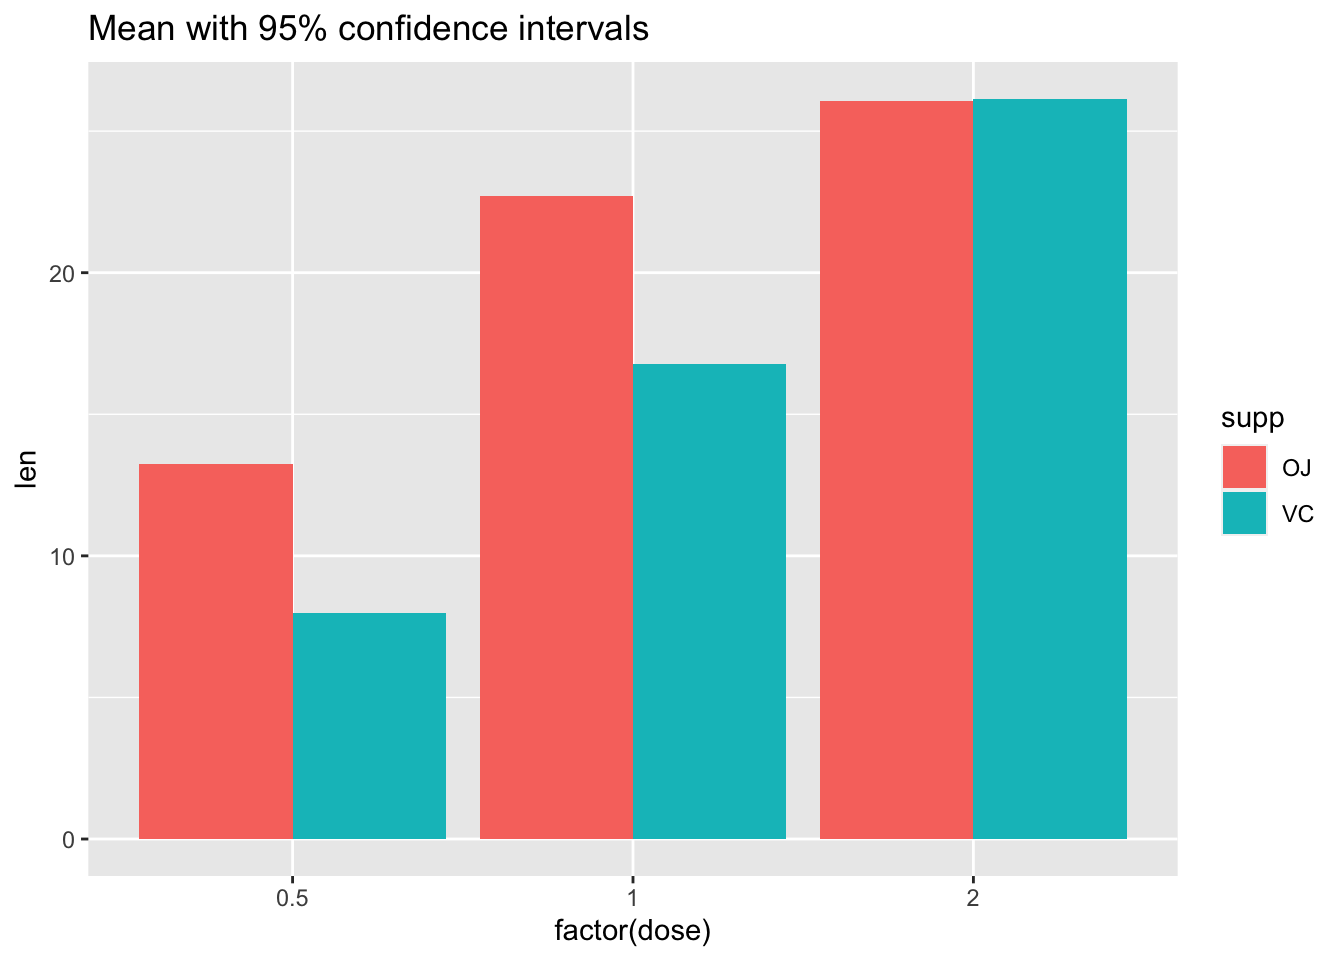 Mean with 95% confidence intervals
len
20
10
0
0.5
1
2
factor(dose)
supp
OJ
VC